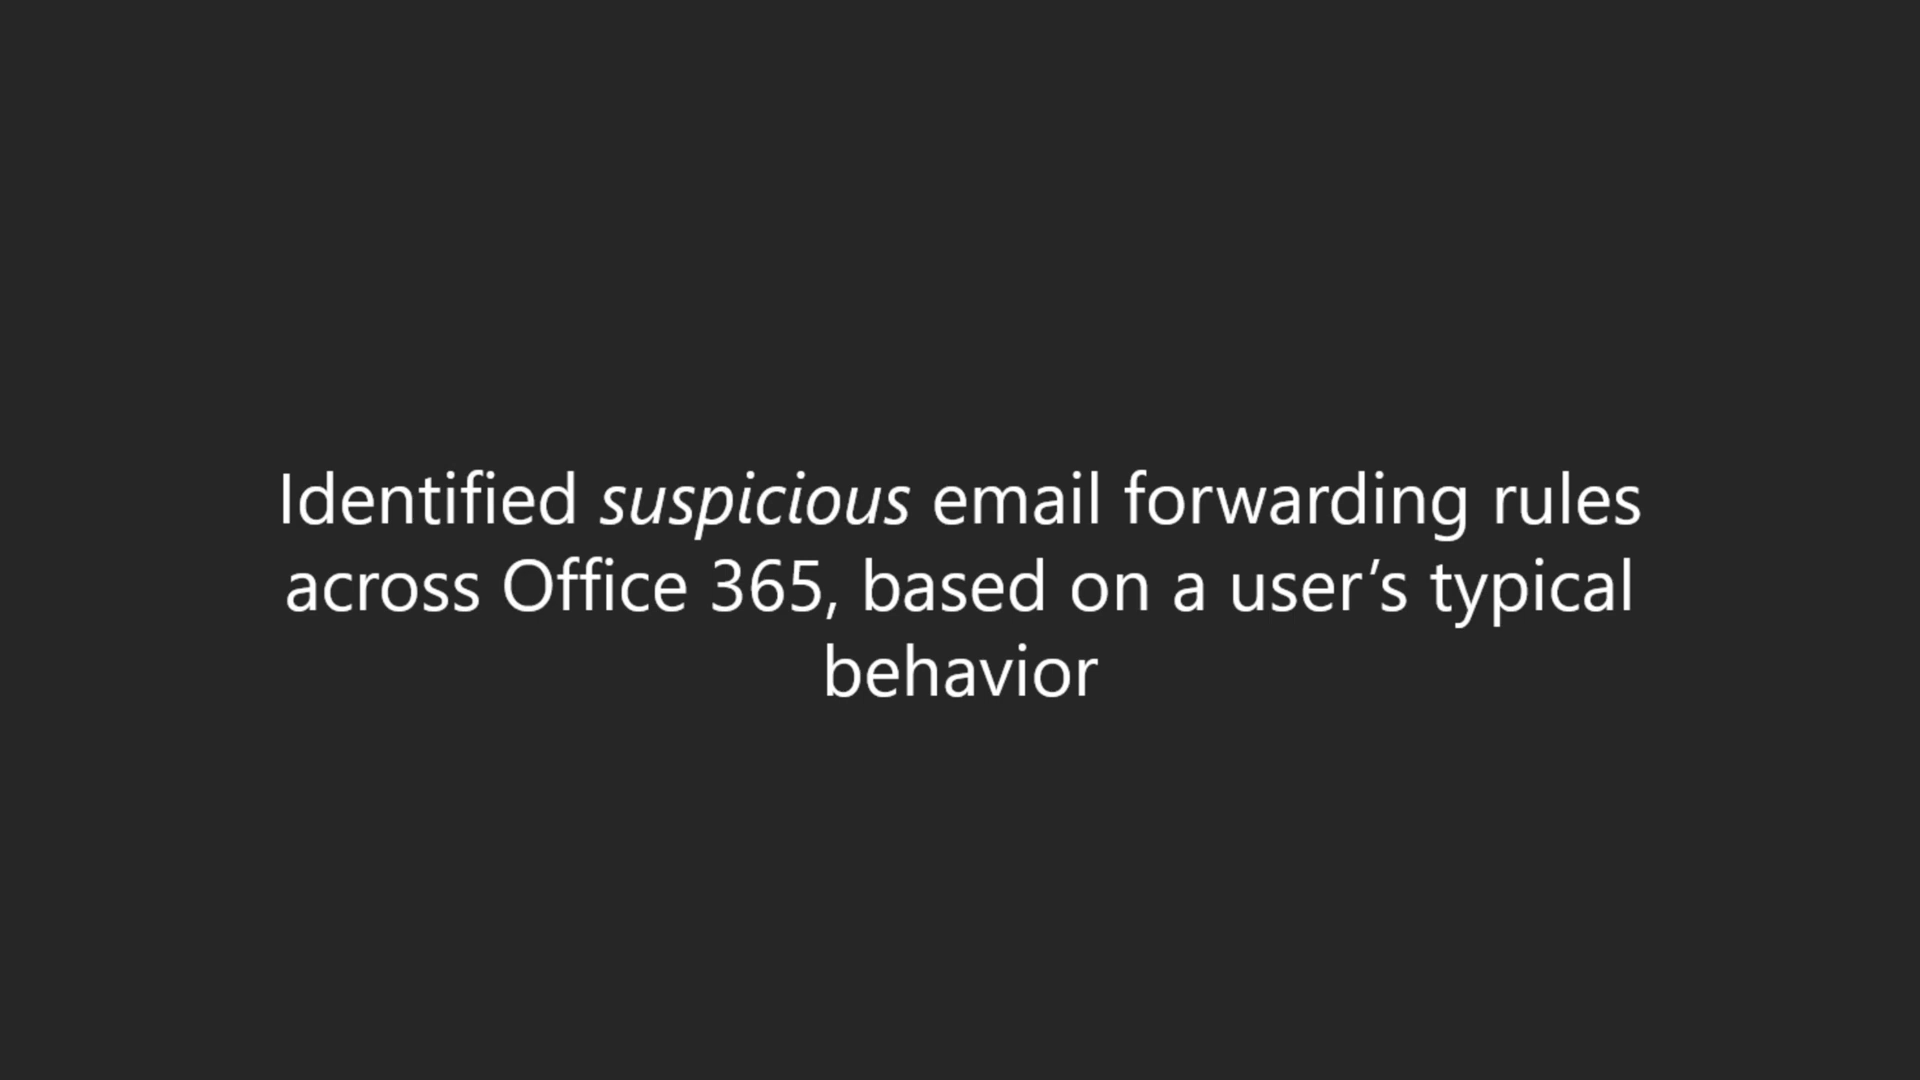 Identified suspicious email forwarding rules
across Office 365, based on a user’s typical
behavior